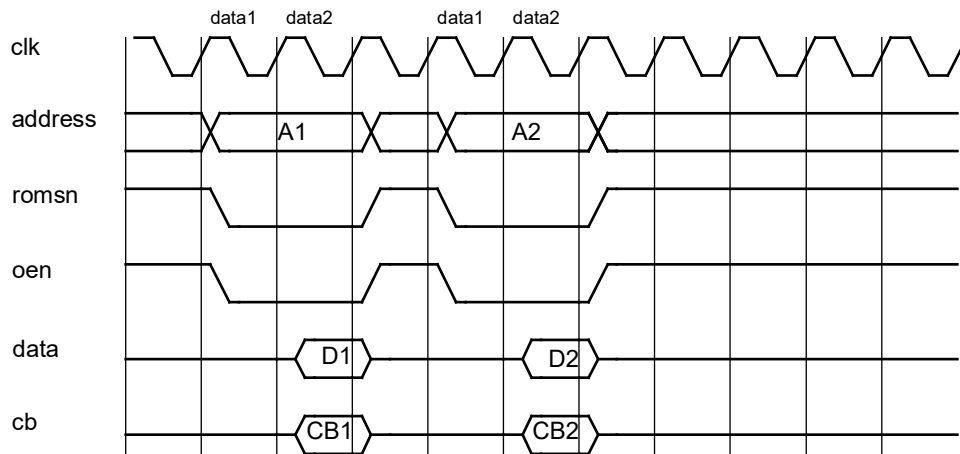 data1 data2 data1 data2
clk
address A1 A2
romsn
oen
data D1 D2
cb CB1 CB2